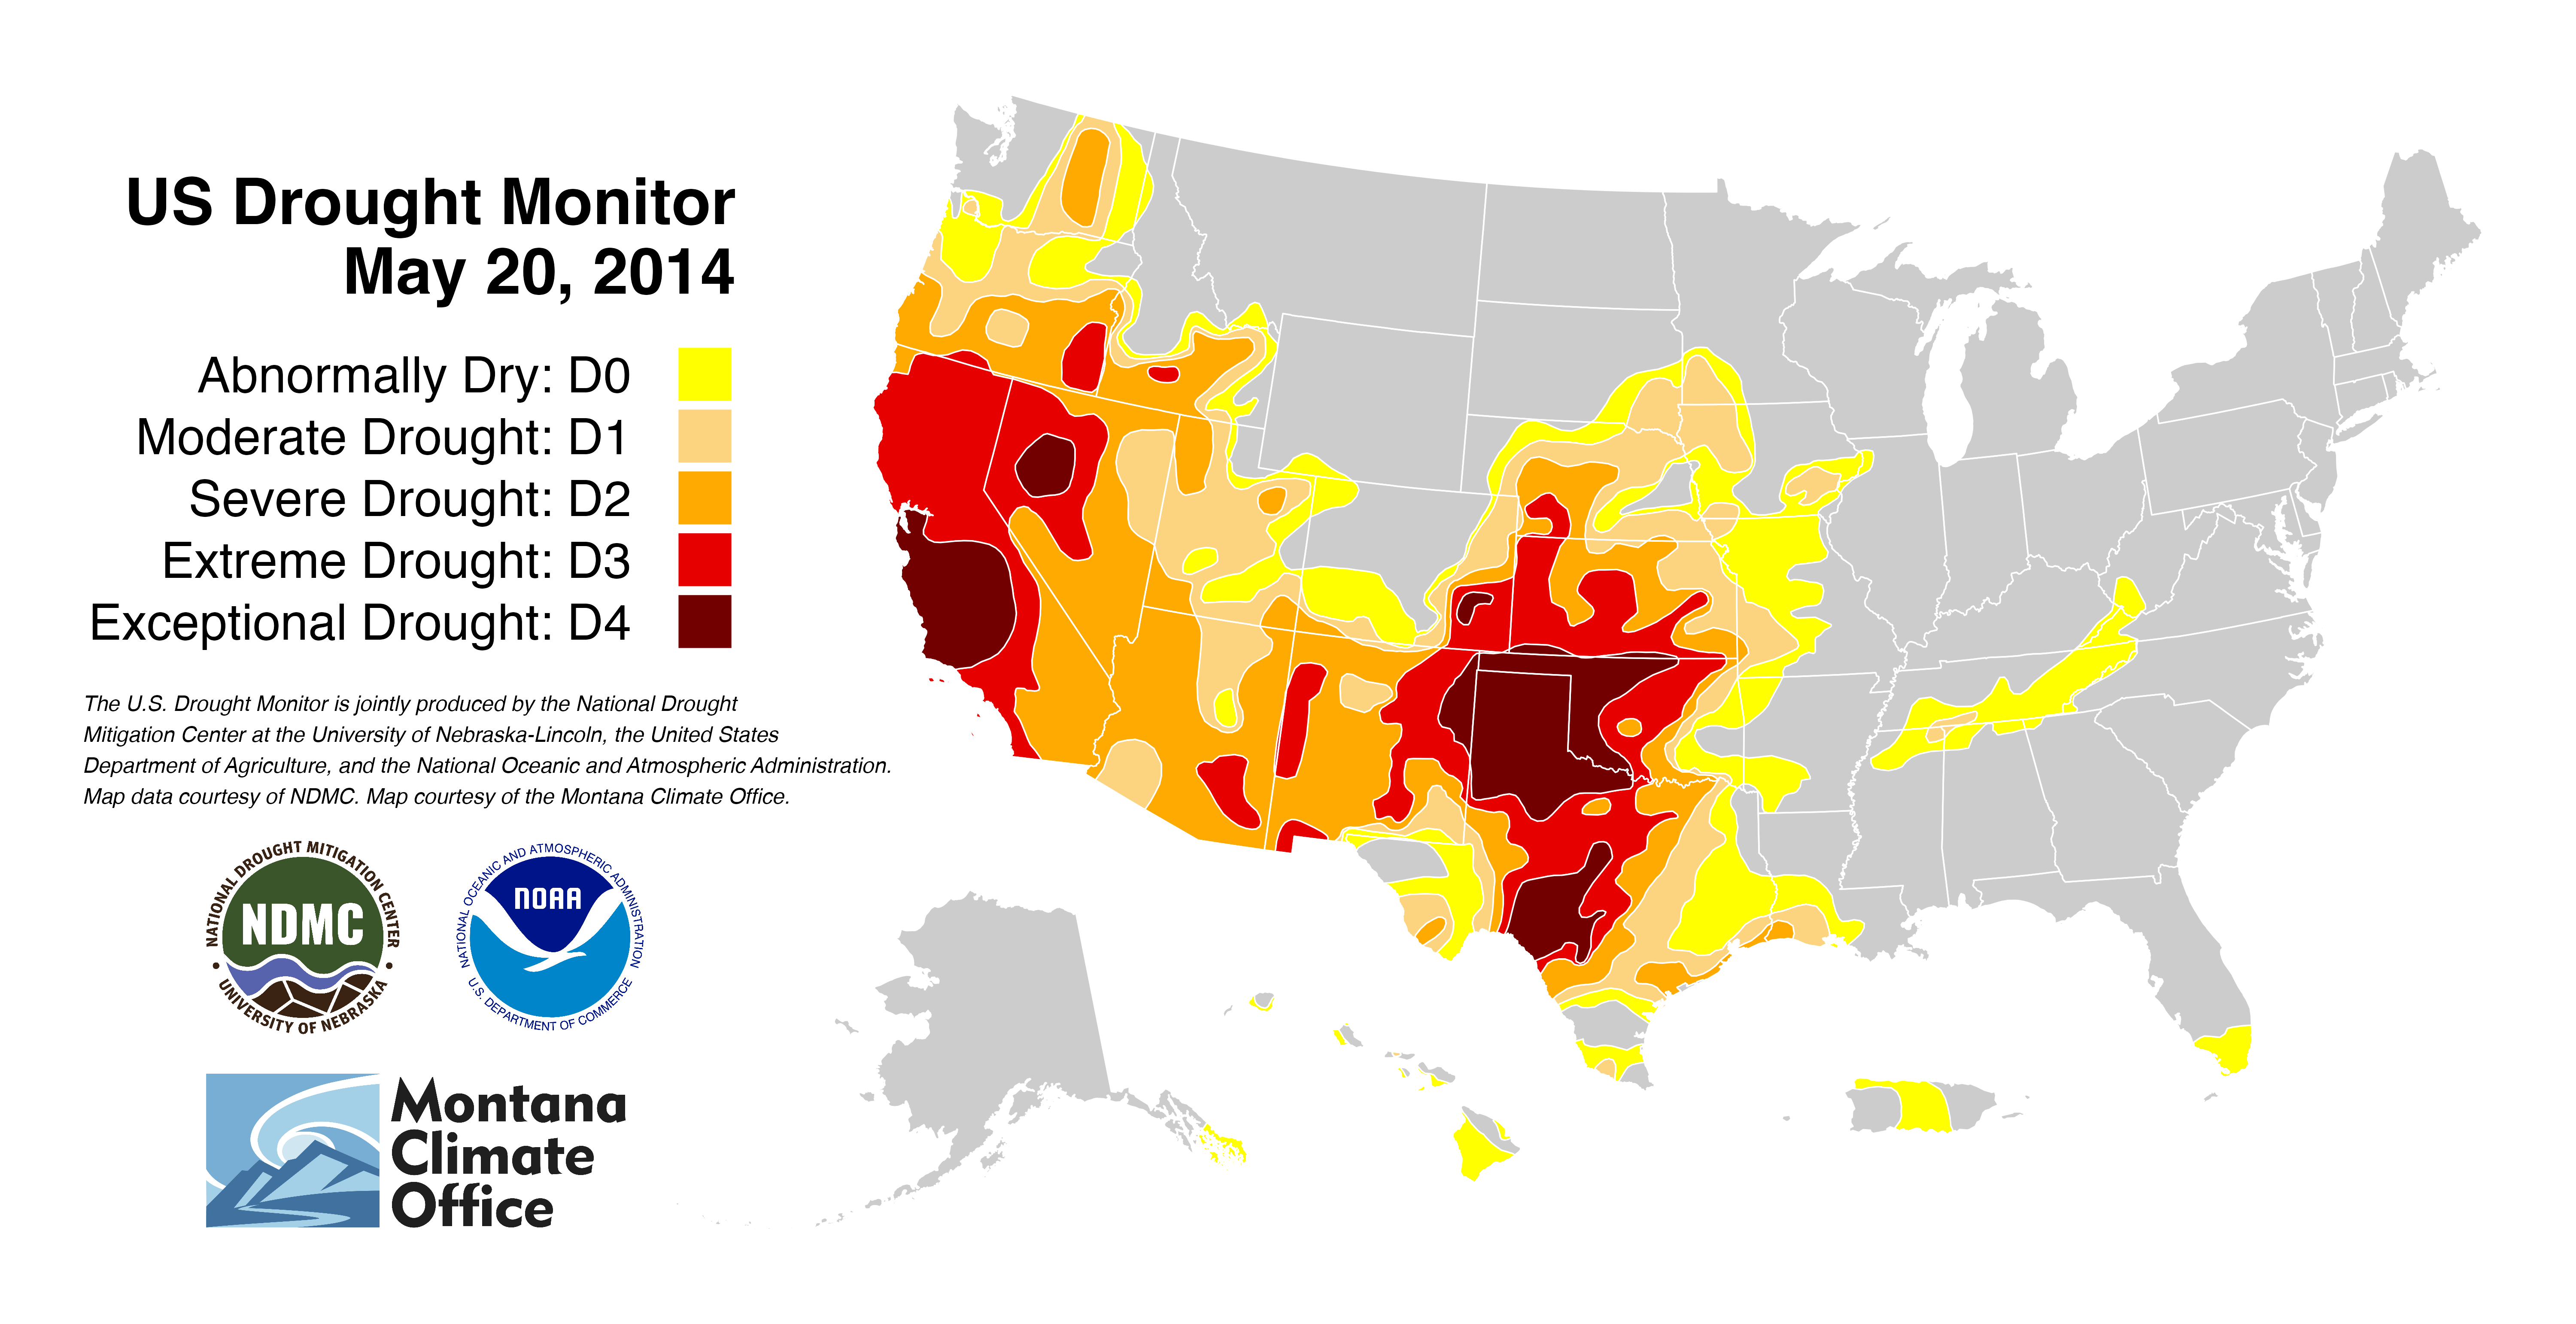 US Drought Monitor
May 20, 2014
Abnormally Dry: D0
Moderate Drought: D1
Severe Drought: D2
Extreme Drought: D3
Exceptional Drought: D4
The U.S. Drought Monitor is jointly produced by the National Drought
Mitigation Center at the University of Nebraska-Lincoln, the United States
Department of Agriculture, and the National Oceanic and Atmospheric Administration.
Map data courtesy of NDMC. Map courtesy of the Montana Climate Office.
NATIONAL DROUGHT MITIGATION CENTER
NDMC
UNIVERSITY OF NEBRASKA
NATIONAL OCEANIC AND ATMOSPHERIC ADMINISTRATION
NOAA
U.S. DEPARTMENT OF COMMERCE
Montana
Climate
Office